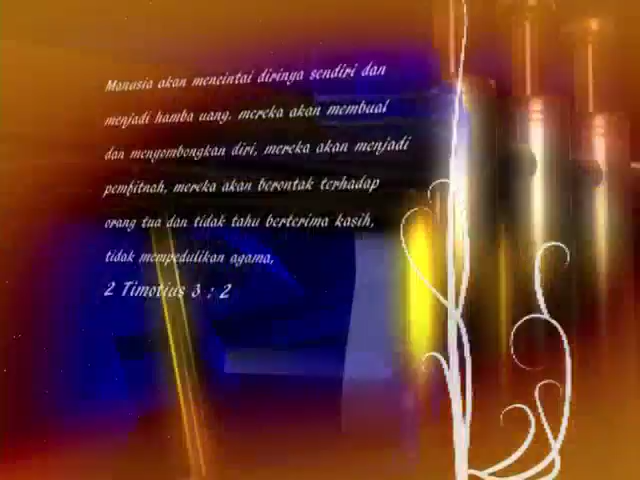 Manusia akan mencintai dirinya sendiri dan
menjadi hamba uang, mereka akan membual
dan menyombongkan diri, mereka akan menjadi
pemfitnah, mereka akan berontak terhadap
orang tua dan tidak tahu berterima kasih,
tidak mempedulikan agama,
2 Timotius 3 : 2